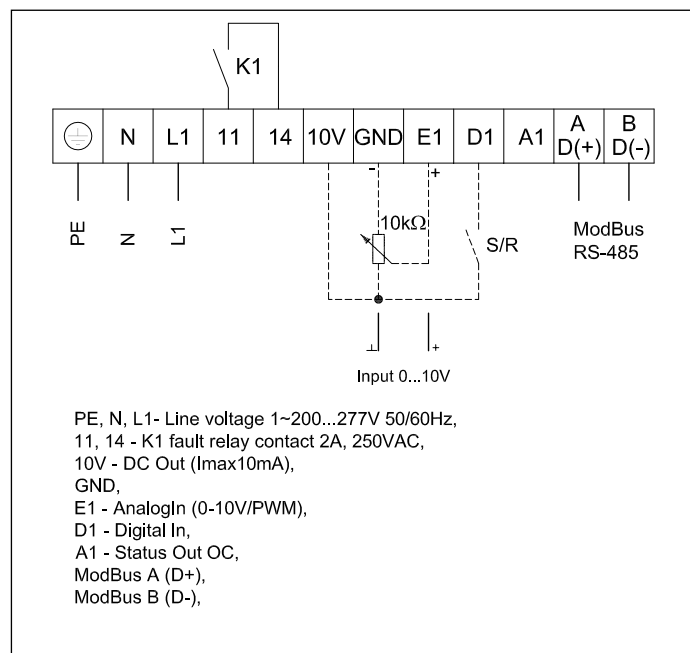 K1
N L1 11 14 10V GND E1 D1 A1 A D(+) B D(-)
- +
PE N L1
10kΩ
S/R
ModBus
RS-485
⊥ +
Input 0...10V
PE, N, L1- Line voltage 1~200...277V 50/60Hz,
11, 14 - K1 fault relay contact 2A, 250VAC,
10V - DC Out (Imax10mA),
GND,
E1 - AnalogIn (0-10V/PWM),
D1 - Digital In,
A1 - Status Out OC,
ModBus A (D+),
ModBus B (D-),